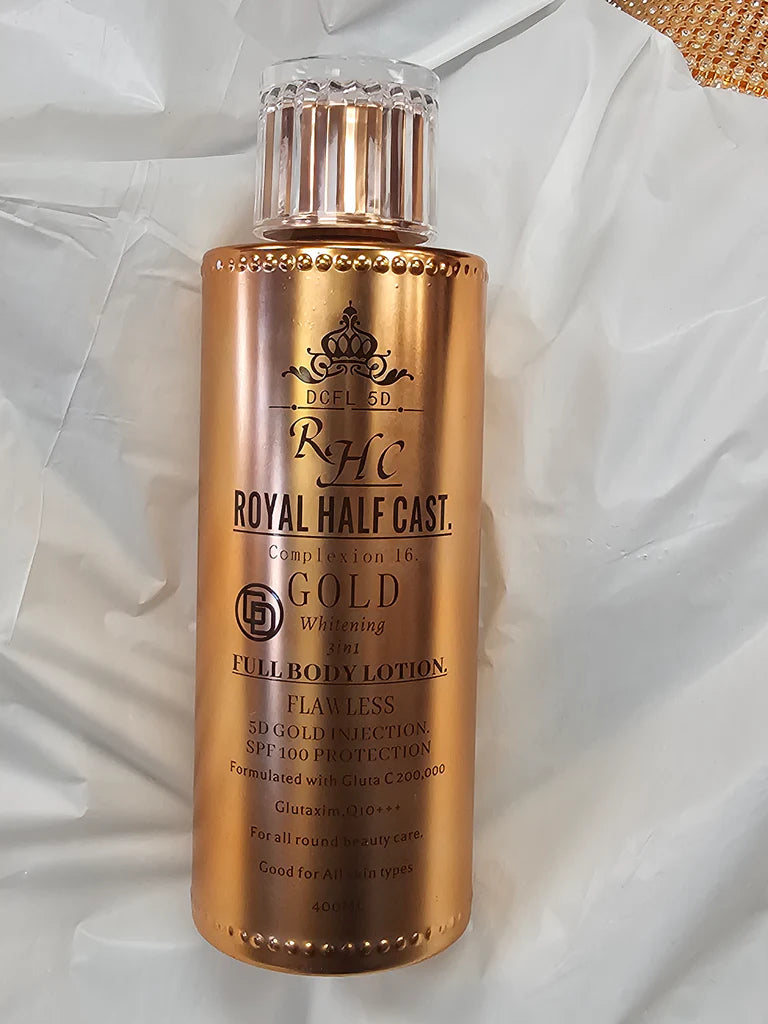 DCFL 5D
RHC
ROYAL HALF CAST.
Complexion 16.
GOLD
Whitening
3in1
FULL BODY LOTION.
FLAWLESS
5D GOLD INJECTION.
SPF 100 PROTECTION
Formulated with Gluta C 200,000
Glutaxim,Q10+++
For all round beauty care.
Good for All skin types
400ML